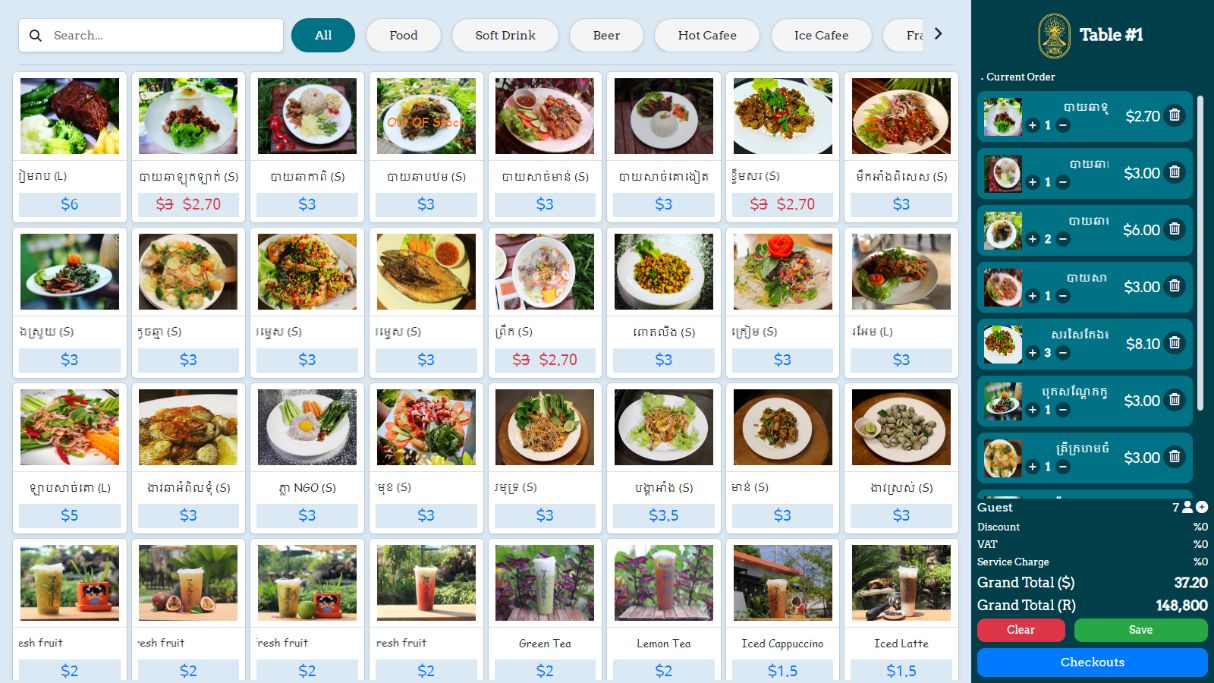 Search...
All
Food
Soft Drink
Beer
Hot Cafee
Ice Cafee
Fra
Table #1
. Current Order
Out OF Stock
រៀមរាប (L)
បាយឆាឡុកឡាក់ (S)
បាយឆាកាពិ (S)
បាយឆាបឋម (S)
បាយសាច់មាន់ (S)
បាយសាច់គោងៀត
ខ្ទឹមស (S)
មឹកអាំងពិសេស (S)
$6
$3 $2.70
$3
$3
$3
$3
$3 $2.70
$3
ងស្រួយ (S)
(S)
ម្ទេស (S)
ម្ទេស (S)
ព្រឹក (S)
ពោតលីង (S)
ក្រៀម (S)
អែម (L)
$3
$3
$3
$3
$3 $2.70
$3
$3
$3
ឡាបសាច់គោ (L)
ងាវឆាអំពិលទុំ (S)
ភ្លា NGO (S)
មុខ (S)
សមុទ្រ (S)
បង្គាអាំង (S)
មាន់ (S)
ងាវស្រស់ (S)
$5
$3
$3
$3
$3
$3.5
$3
$3
esh fruit
resh fruit
Fresh fruit
resh fruit
Green Tea
Lemon Tea
Iced Cappuccino
Iced Latte
$2
$2
$2
$2
$2
$2
$1.5
$1.5
បាយឆាឡុ
+ 1 −
$2.70
បាយឆា
+ 1 −
$3.00
បាយឆា
+ 2 −
$6.00
បាយសា
+ 1 −
$3.00
សរសៃកែង
+ 3 −
$8.10
បុកសណ្តែកកូ
+ 1 −
$3.00
ត្រីក្រហមចំ
+ 1 −
$3.00
Guest
7
Discount
%0
VAT
%0
Service Charge
%0
Grand Total ($)
37.20
Grand Total (R)
148,800
Clear
Save
Checkouts